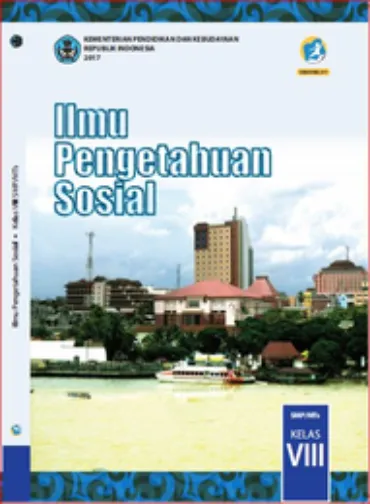 KEMENTERIAN PENDIDIKAN DAN KEBUDAYAAN
REPUBLIK INDONESIA
2017
Ilmu
Pengetahuan
Sosial
Ilmu Pengetahuan Sosial • Kelas VIII SMP/MTs
SMP/MTs
KELAS
VIII